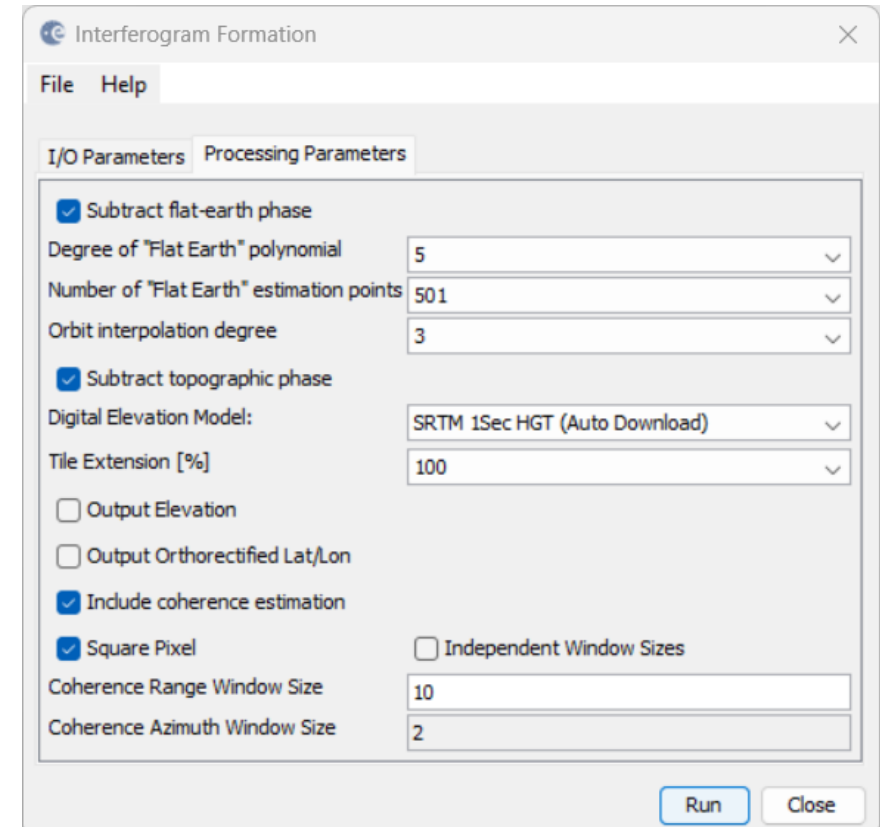 Interferogram Formation
File Help
I/O Parameters Processing Parameters
Subtract flat-earth phase
Degree of "Flat Earth" polynomial 5
Number of "Flat Earth" estimation points 501
Orbit interpolation degree 3
Subtract topographic phase
Digital Elevation Model: SRTM 1Sec HGT (Auto Download)
Tile Extension [%] 100
Output Elevation
Output Orthorectified Lat/Lon
Include coherence estimation
Square Pixel Independent Window Sizes
Coherence Range Window Size 10
Coherence Azimuth Window Size 2
Run Close